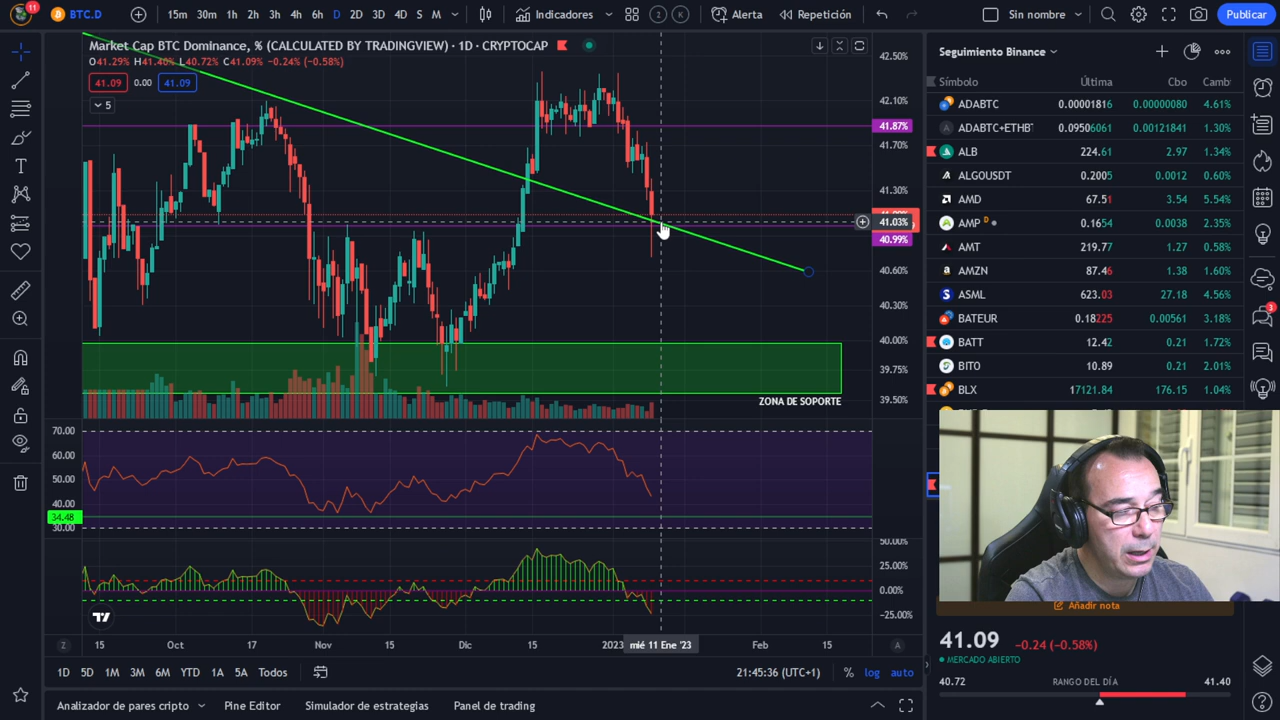 11
BTC.D
15m 30m 1h 2h 3h 4h 6h D 2D 3D 4D S M
Indicadores
2 K
Alerta
Repetición
Sin nombre
Publicar
Market Cap BTC Dominance, % (CALCULATED BY TRADINGVIEW) · 1D · CRYPTOCAP
O41.29% H41.40% L40.72% C41.09% −0.24 (−0.58%)
41.09 0.00 41.09
5
42.50%
42.10%
41.87%
41.70%
41.30%
41.03%
40.99%
40.60%
40.30%
40.00%
39.75%
39.50%
ZONA DE SOPORTE
70.00
60.00
50.00
40.00
34.48
30.00
50.00%
25.00%
0.00%
−25.00%
Z 15 Oct 17 Nov 15 Dic 15 2023 mié 11 Ene '23 Feb 15 A
1D 5D 1M 3M 6M YTD 1A 5A Todos
21:45:36 (UTC+1) % log auto
Analizador de pares cripto Pine Editor Simulador de estrategias Panel de trading
Seguimiento Binance
Símbolo Última Cbo Camb
ADABTC 0.00001816 0.00000080 4.61%
ADABTC+ETHBT 0.09506061 0.00121841 1.30%
ALB 224.61 2.97 1.34%
ALGOUSDT 0.2005 0.0012 0.60%
AMD 67.51 3.54 5.54%
AMP D 0.1654 0.0038 2.35%
AMT 219.77 1.27 0.58%
AMZN 87.46 1.38 1.60%
ASML 623.03 27.18 4.56%
BATEUR 0.18225 0.00561 3.18%
BATT 12.42 0.21 1.72%
BITO 10.89 0.21 2.01%
BLX 17121.84 176.15 1.04%
3
Añadir nota
41.09 −0.24 (−0.58%)
MERCADO ABIERTO
40.72 RANGO DEL DÍA 41.40